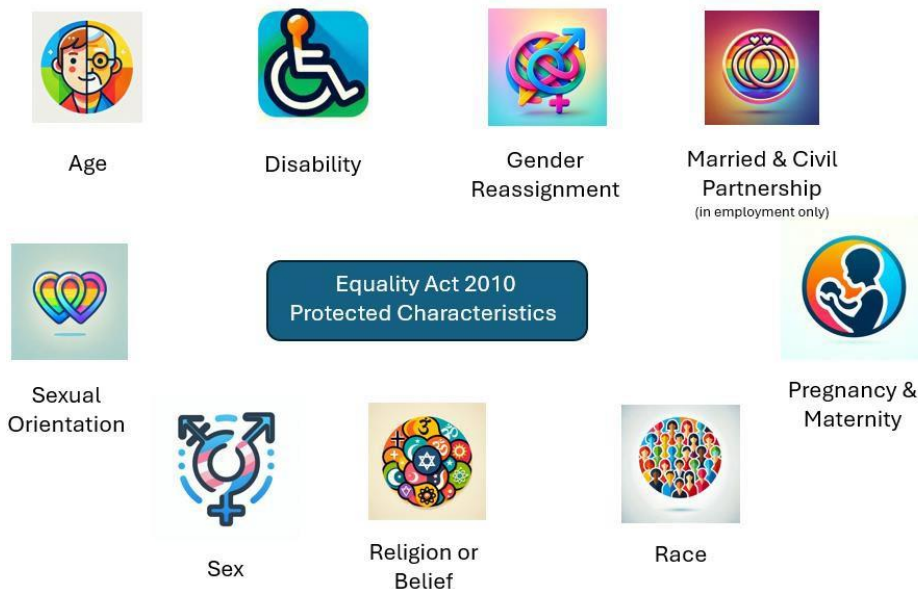 Age
Disability
Gender
Reassignment
Married & Civil
Partnership
(in employment only)
Equality Act 2010
Protected Characteristics
Sexual
Orientation
Pregnancy &
Maternity
Sex
Religion or
Belief
Race